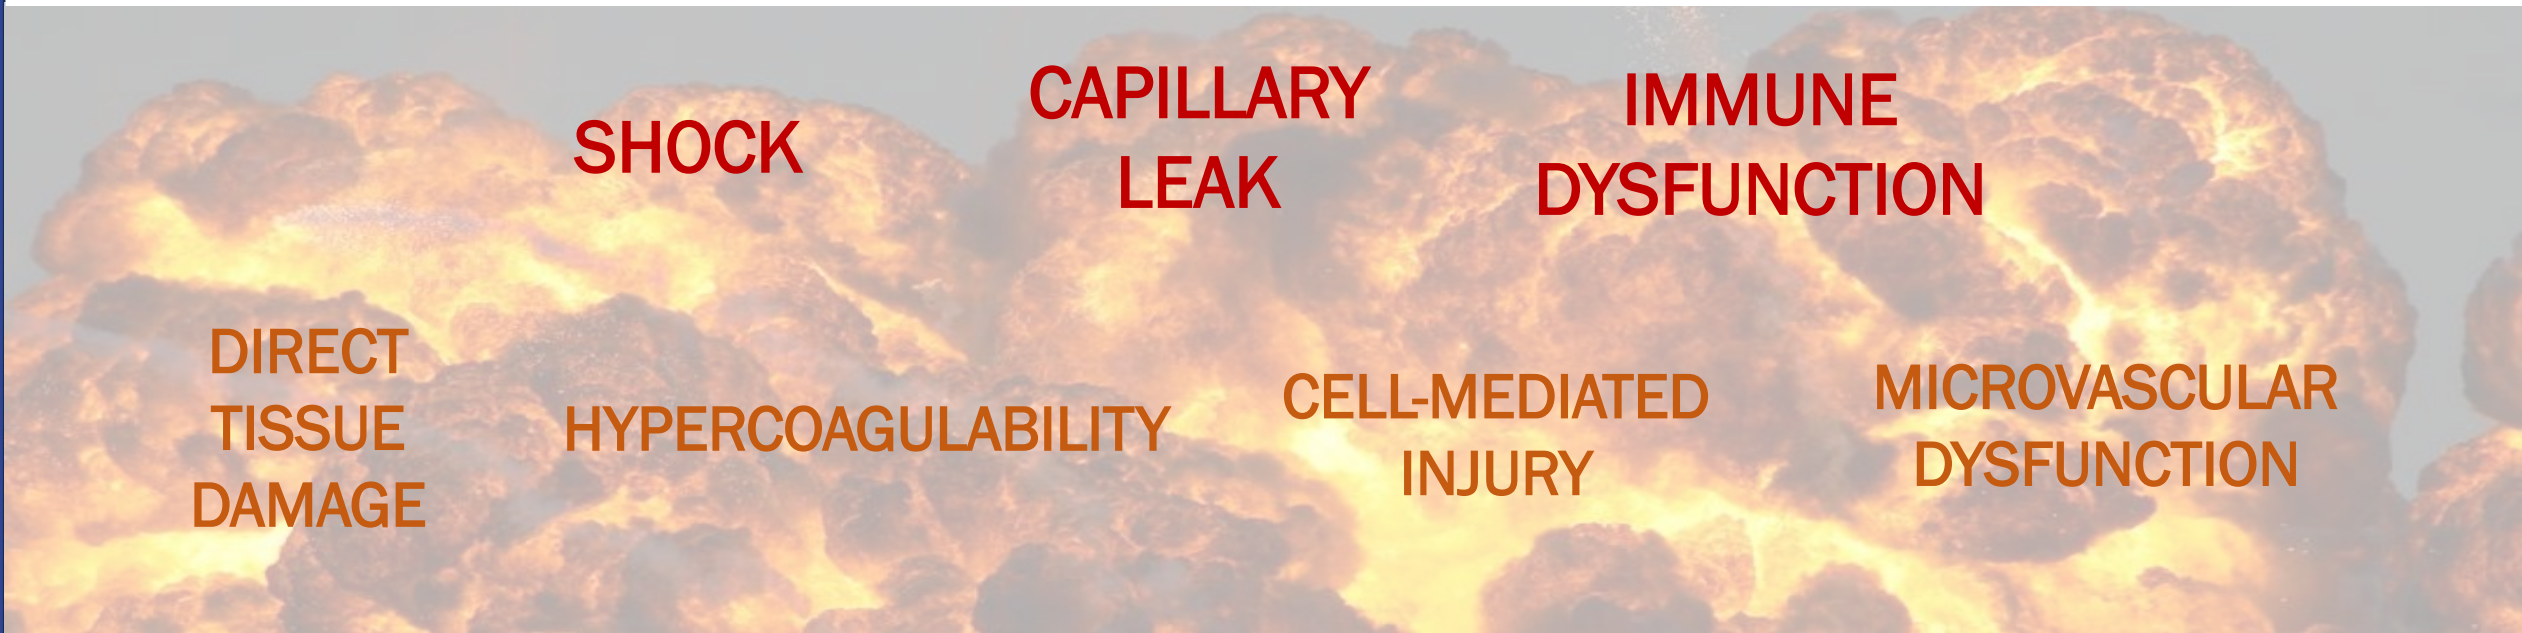 SHOCK
CAPILLARY
LEAK
IMMUNE
DYSFUNCTION
DIRECT
TISSUE
DAMAGE
HYPERCOAGULABILITY
CELL-MEDIATED
INJURY
MICROVASCULAR
DYSFUNCTION